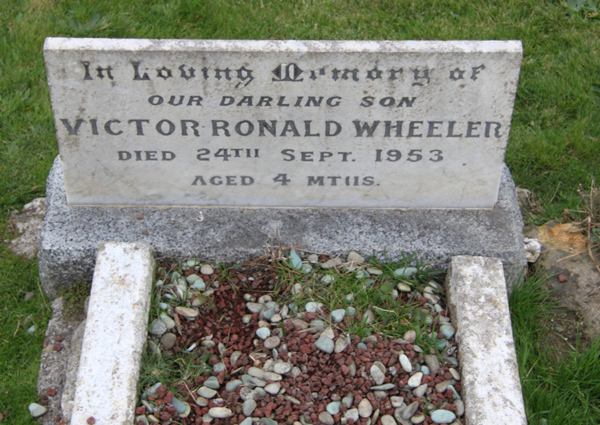 In Loving Memory of
OUR DARLING SON
VICTOR RONALD WHEELER
DIED 24TH SEPT. 1953
AGED 4 MTHS.